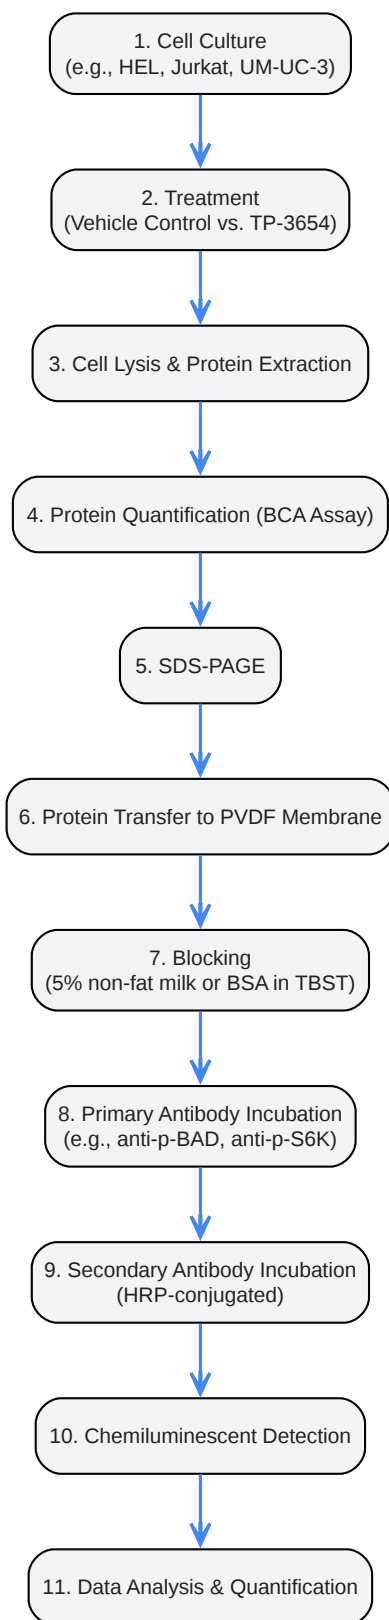 1. Cell Culture
(e.g., HEL, Jurkat, UM-UC-3)
2. Treatment
(Vehicle Control vs. TP-3654)
3. Cell Lysis & Protein Extraction
4. Protein Quantification (BCA Assay)
5. SDS-PAGE
6. Protein Transfer to PVDF Membrane
7. Blocking
(5% non-fat milk or BSA in TBST)
8. Primary Antibody Incubation
(e.g., anti-p-BAD, anti-p-S6K)
9. Secondary Antibody Incubation
(HRP-conjugated)
10. Chemiluminescent Detection
11. Data Analysis & Quantification